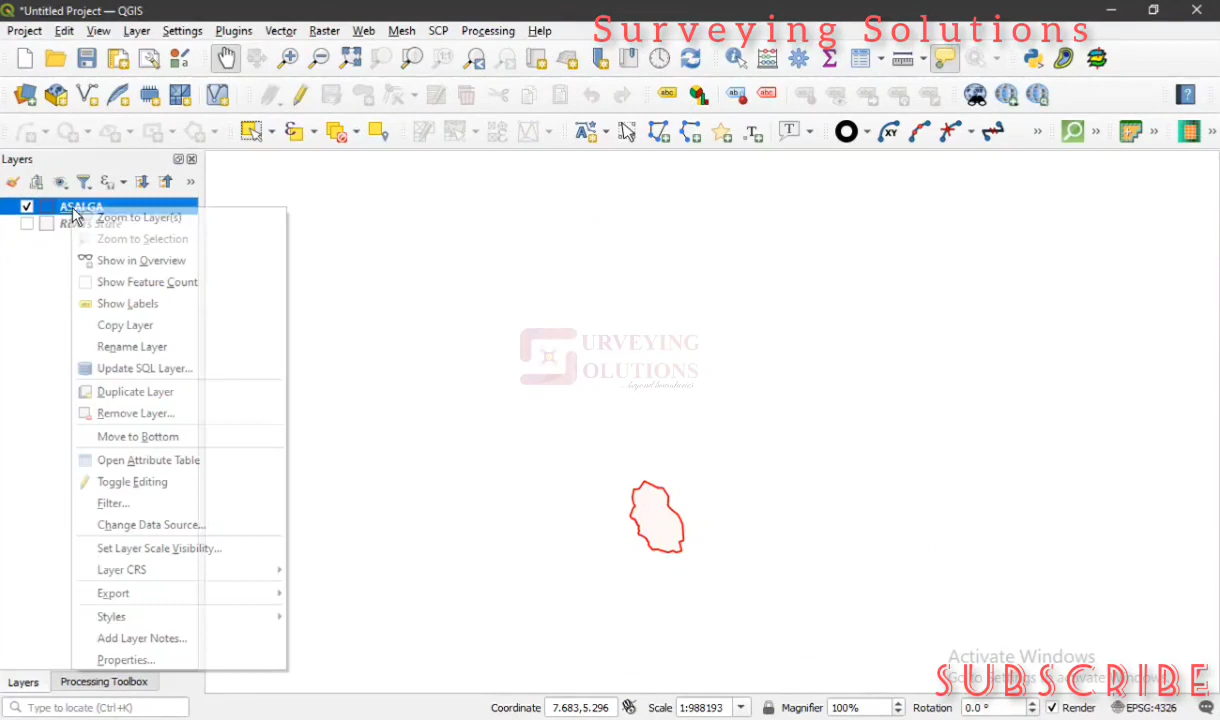 *Untitled Project — QGIS
Surveying Solutions
Project Edit View Layer Settings Plugins Vector Raster Web Mesh SCP Processing Help
Layers
ASALGA
Zoom to Layer(s)
Zoom to Selection
Show in Overview
Show Feature Count
Show Labels
Copy Layer
Rename Layer
Update SQL Layer...
Duplicate Layer
Remove Layer...
Move to Bottom
Open Attribute Table
Toggle Editing
Filter...
Change Data Source...
Set Layer Scale Visibility...
Layer CRS
Export
Styles
Add Layer Notes...
Properties...
URVEYING
OLUTIONS
...beyond boundaries
Activate Windows
SUBSCRIBE
Layers Processing Toolbox
Type to locate (Ctrl+K) Coordinate 7.683,5.296 Scale 1:988193 Magnifier 100% Rotation 0.0 ° Render EPSG:4326